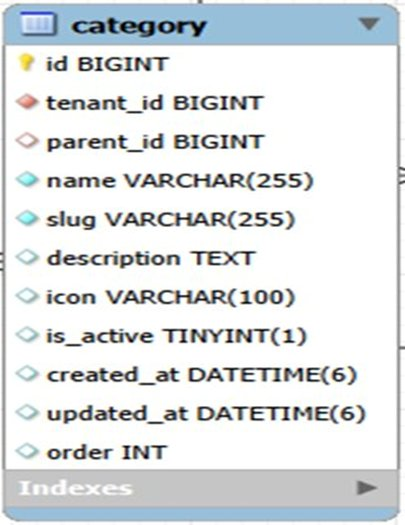 category
id BIGINT
tenant_id BIGINT
parent_id BIGINT
name VARCHAR(255)
slug VARCHAR(255)
description TEXT
icon VARCHAR(100)
is_active TINYINT(1)
created_at DATETIME(6)
updated_at DATETIME(6)
order INT
Indexes